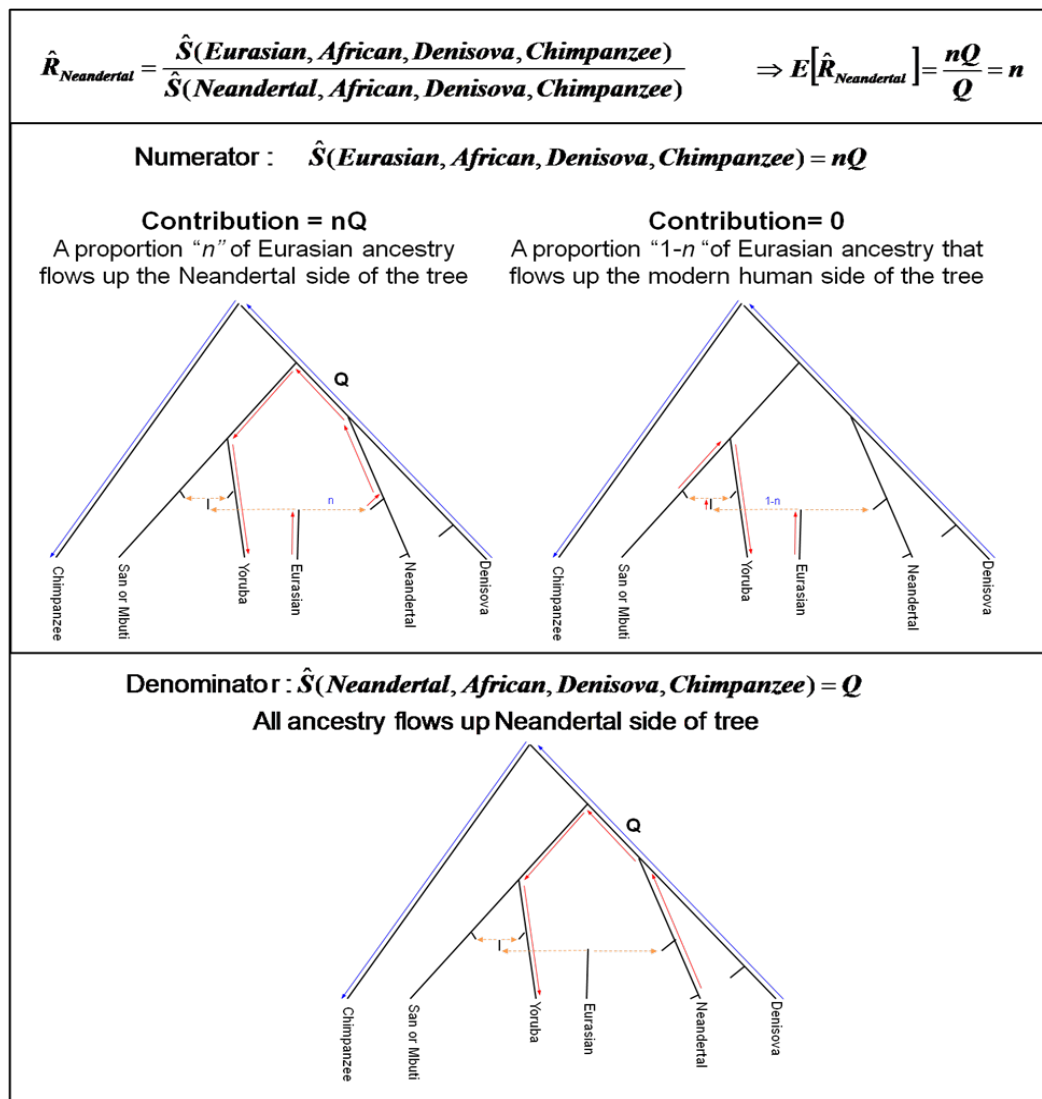 R̂_Neandertal = Ŝ(Eurasian, African, Denisova, Chimpanzee) / Ŝ(Neandertal, African, Denisova, Chimpanzee) ⇒ E[R̂_Neandertal] = nQ / Q = n
Numerator : Ŝ(Eurasian, African, Denisova, Chimpanzee) = nQ
Contribution = nQ
A proportion “n” of Eurasian ancestry
flows up the Neandertal side of the tree
Q
n
Chimpanzee
San or Mbuti
Yoruba
Eurasian
Neandertal
Denisova
Contribution= 0
A proportion “1-n “of Eurasian ancestry that
flows up the modern human side of the tree
1-n
Chimpanzee
San or Mbuti
Yoruba
Eurasian
Neandertal
Denisova
Denominator : Ŝ(Neandertal, African, Denisova, Chimpanzee) = Q
All ancestry flows up Neandertal side of tree
Q
Chimpanzee
San or Mbuti
Yoruba
Eurasian
Neandertal
Denisova